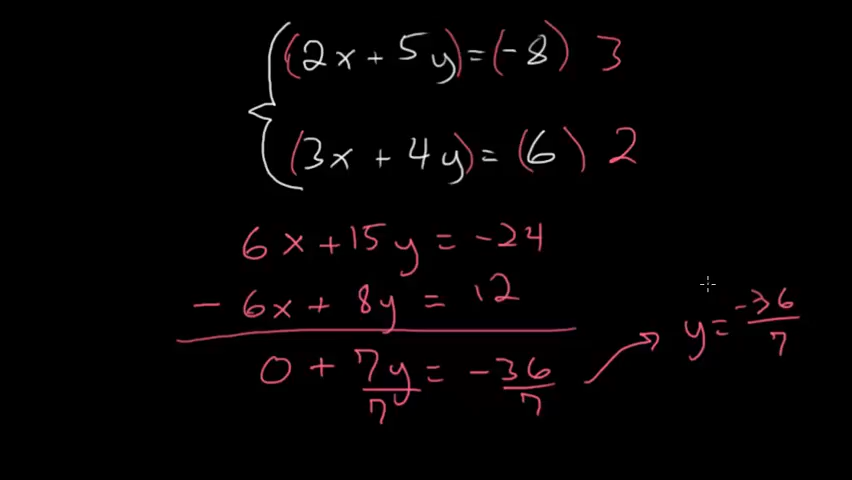 (2x + 5y) = (-8) 3
(3x + 4y) = (6) 2
6x + 15y = -24
- 6x + 8y = 12
0 + 7y/7 = -36/7
y = -36/7